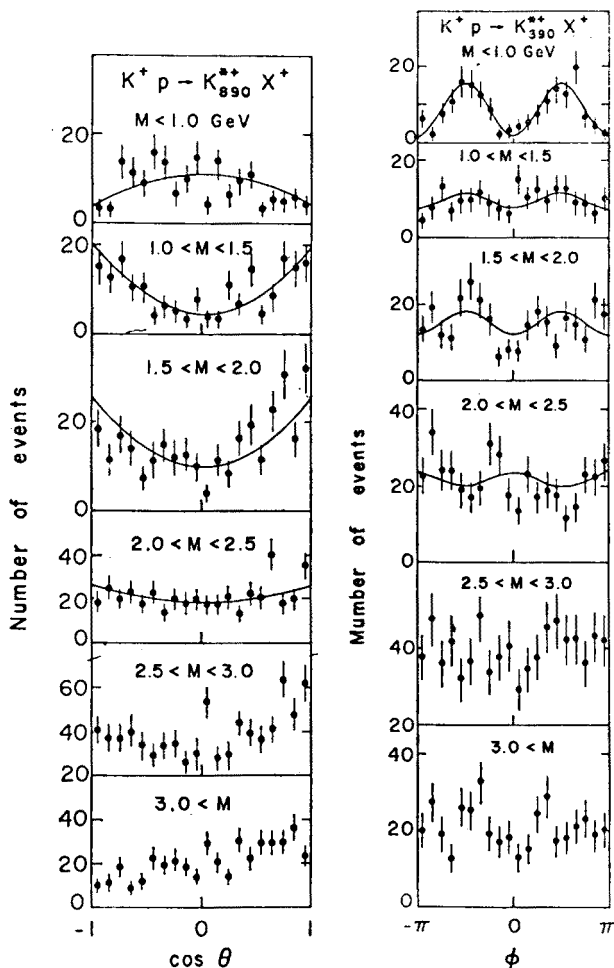 K⁺ p → K*⁺₈₉₀ X⁺
M < 1.0 GeV
20
0
1.0 < M < 1.5
20
0
1.5 < M < 2.0
20
0
2.0 < M < 2.5
40
20
0
2.5 < M < 3.0
60
40
20
3.0 < M
40
20
0
-1 0 1
cos θ
Number of events
K⁺ p → K*⁺₃₉₀ X⁺
M < 1.0 GeV
20
0
1.0 < M < 1.5
20
10
0
1.5 < M < 2.0
20
0
2.0 < M < 2.5
40
20
0
2.5 < M < 3.0
40
20
3.0 < M
40
20
0
-π 0 π
ϕ
Mumber of events